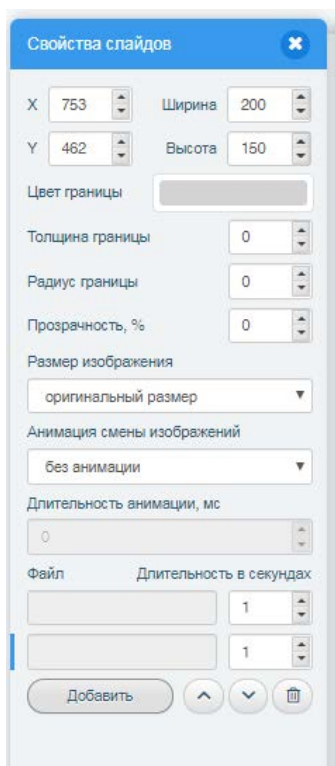 Свойства слайдов
X 753 Ширина 200
Y 462 Высота 150
Цвет границы
Толщина границы 0
Радиус границы 0
Прозрачность, % 0
Размер изображения
оригинальный размер
Анимация смены изображений
без анимации
Длительность анимации, мс
0
Файл Длительность в секундах
1
1
Добавить